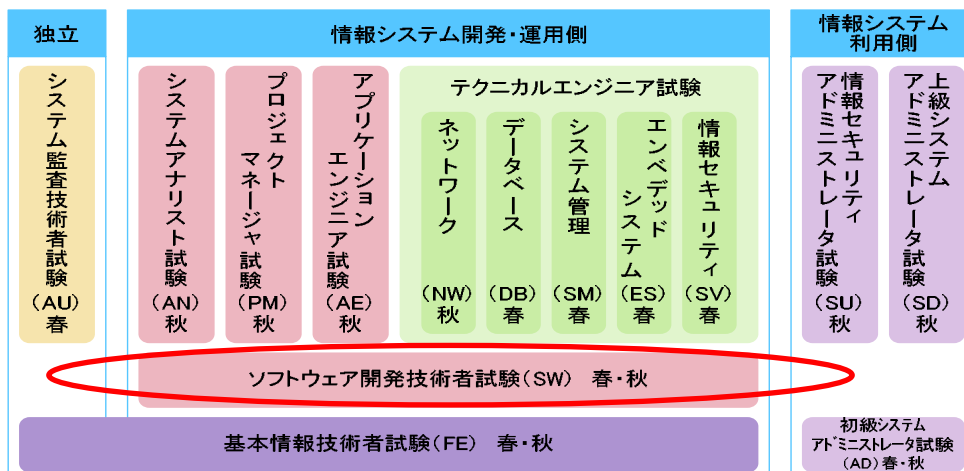 独立
システム監査技術者試験
(AU)
春
情報システム開発・運用側
システムアナリスト試験
(AN)
秋
プロジェクト
マネージャ試験
(PM)
秋
アプリケーション
エンジニア試験
(AE)
秋
テクニカルエンジニア試験
ネットワーク
(NW)
秋
データベース
(DB)
春
システム管理
(SM)
春
エンベデッド
システム
(ES)
春
情報セキュリティ
(SV)
春
情報システム
利用側
情報セキュリティ
アドミニストレータ試験
(SU)
秋
上級システム
アドミニストレータ試験
(SD)
秋
ソフトウェア開発技術者試験(SW) 春・秋
基本情報技術者試験(FE) 春・秋
初級システム
アドミニストレータ試験
(AD)春・秋